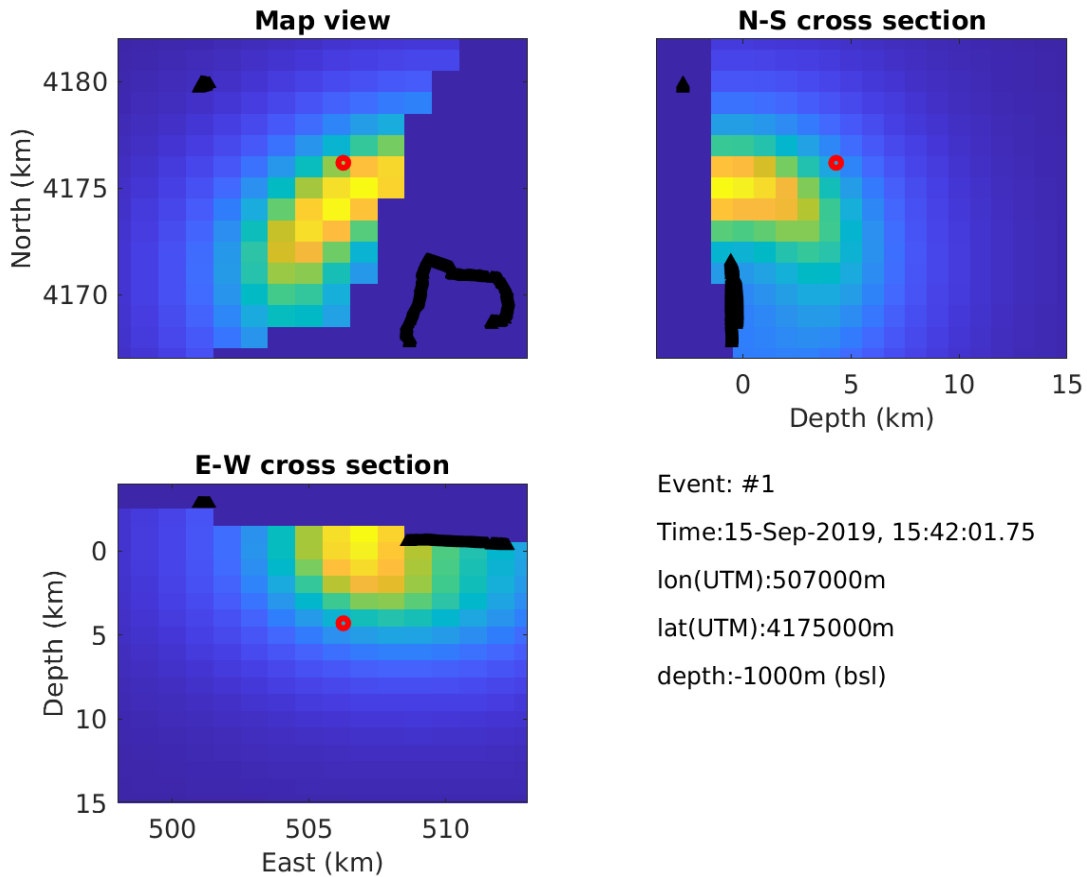 Map view
N-S cross section
4180
4175
4170
North (km)
0
5
10
15
Depth (km)
E-W cross section
0
5
10
15
Depth (km)
500
505
510
East (km)
Event: #1
Time:15-Sep-2019, 15:42:01.75
lon(UTM):507000m
lat(UTM):4175000m
depth:-1000m (bsl)